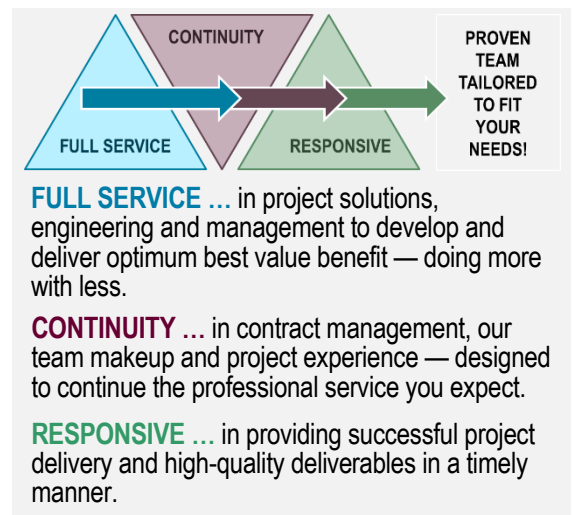 CONTINUITY
FULL SERVICE
RESPONSIVE
PROVEN
TEAM
TAILORED
TO FIT
YOUR
NEEDS!
FULL SERVICE … in project solutions,
engineering and management to develop and
deliver optimum best value benefit — doing more
with less.
CONTINUITY … in contract management, our
team makeup and project experience — designed
to continue the professional service you expect.
RESPONSIVE … in providing successful project
delivery and high-quality deliverables in a timely
manner.